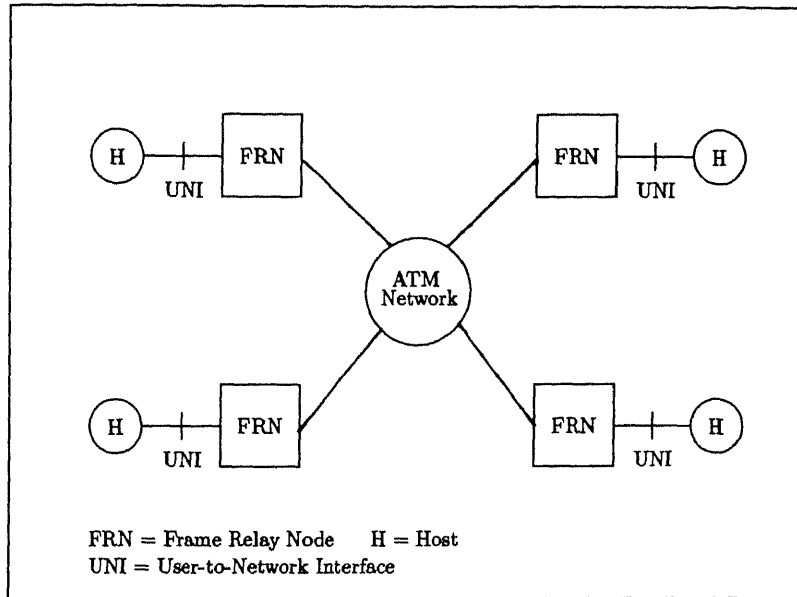 H
UNI
FRN
FRN
UNI
H
ATM
Network
H
UNI
FRN
FRN
UNI
H
FRN = Frame Relay Node H = Host
UNI = User-to-Network Interface